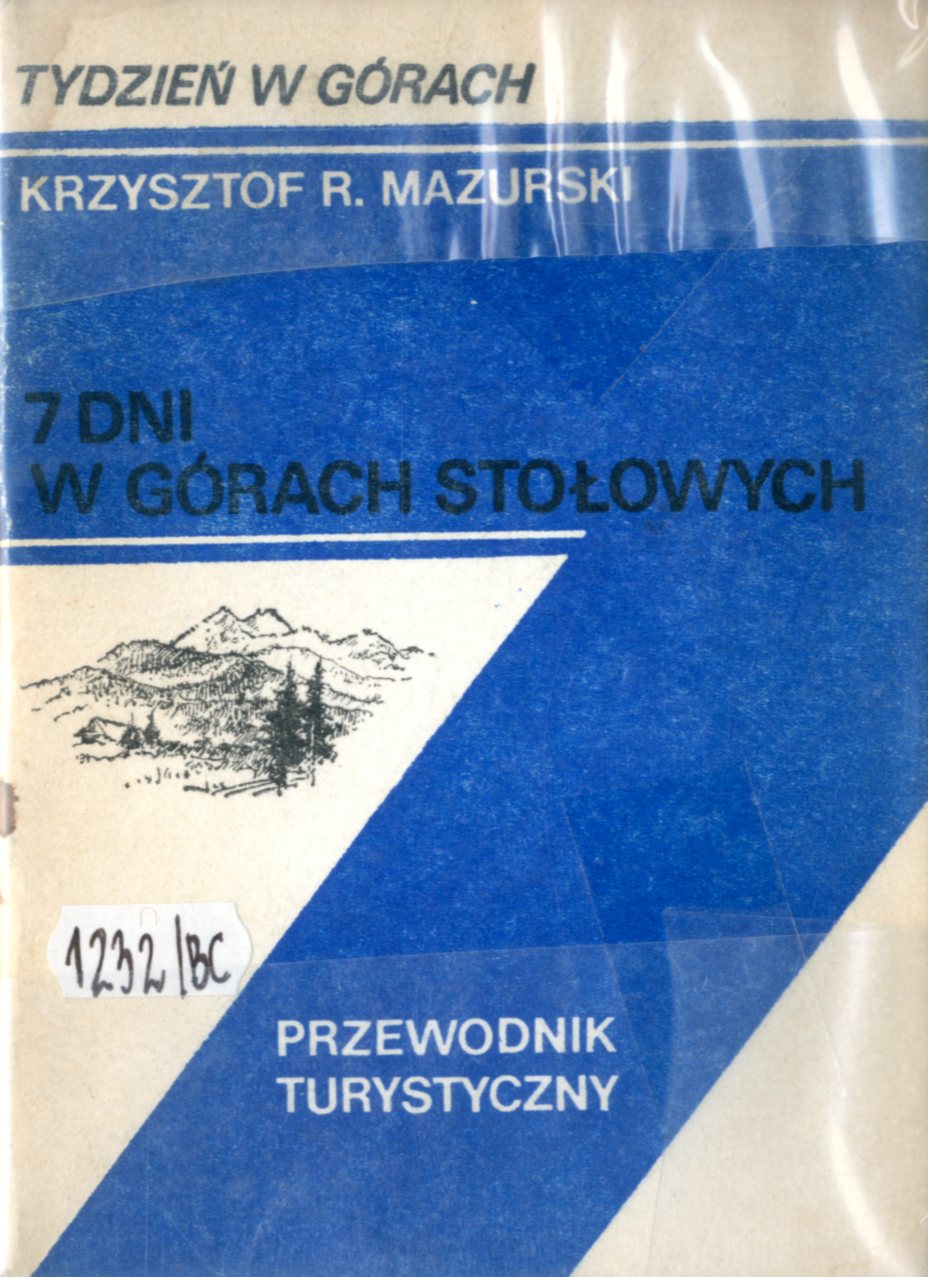 TYDZIEŃ W GÓRACH
KRZYSZTOF R. MAZURSKI
7 DNI
W GÓRACH STOŁOWYCH
1232/BC
PRZEWODNIK
TURYSTYCZNY